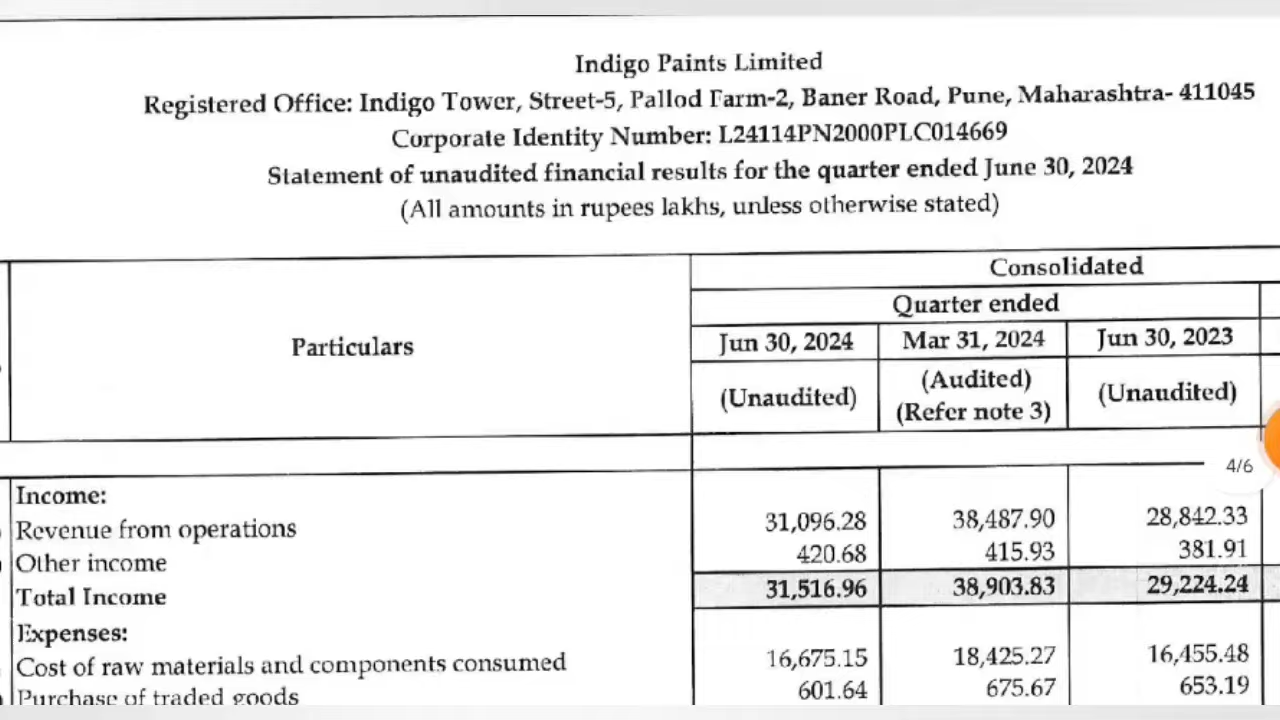 Indigo Paints Limited
Registered Office: Indigo Tower, Street-5, Pallod Farm-2, Baner Road, Pune, Maharashtra- 411045
Corporate Identity Number: L24114PN2000PLC014669
Statement of unaudited financial results for the quarter ended June 30, 2024
(All amounts in rupees lakhs, unless otherwise stated)
Consolidated
Quarter ended
Particulars Jun 30, 2024 Mar 31, 2024 Jun 30, 2023
(Unaudited) (Audited) (Unaudited)
(Refer note 3)
4/6
Income:
Revenue from operations 31,096.28 38,487.90 28,842.33
Other income 420.68 415.93 381.91
Total Income 31,516.96 38,903.83 29,224.24
Expenses:
Cost of raw materials and components consumed 16,675.15 18,425.27 16,455.48
Purchase of traded goods 601.64 675.67 653.19